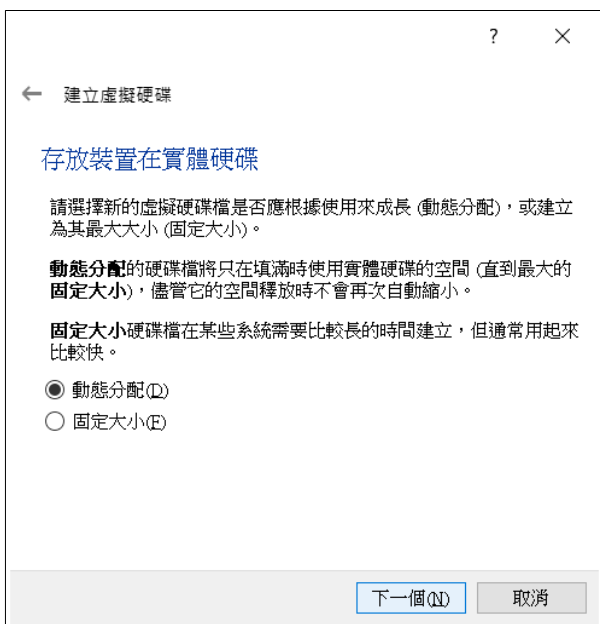 ?
建立虛擬硬碟
存放裝置在實體硬碟
請選擇新的虛擬硬碟檔是否應根據使用來成長 (動態分配)，或建立
為其最大大小 (固定大小)。
動態分配的硬碟檔將只在填滿時使用實體硬碟的空間 (直到最大的
固定大小)，儘管它的空間釋放時不會再次自動縮小。
固定大小硬碟檔在某些系統需要比較長的時間建立，但通常用起來
比較快。
動態分配(D)
固定大小(F)
下一個(N)
取消